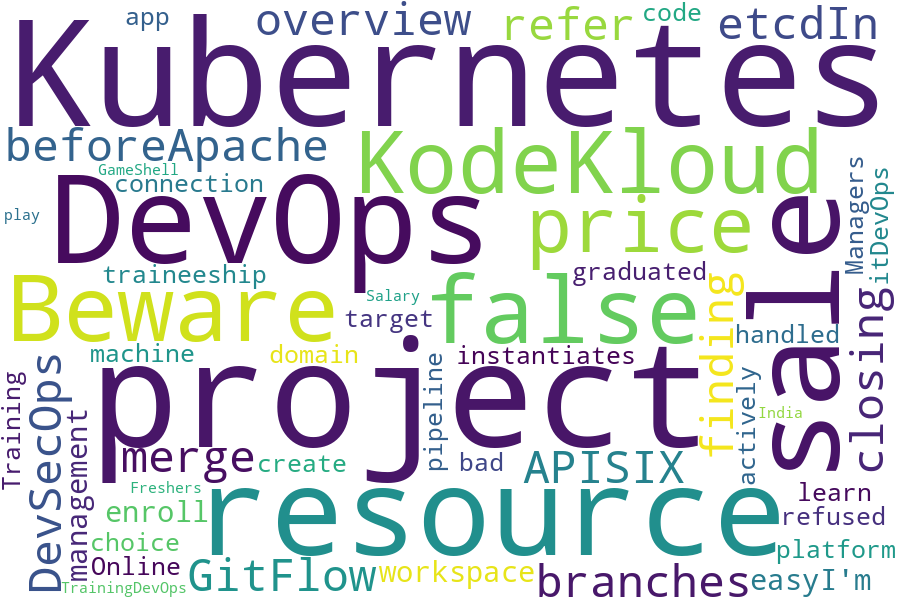 app
overview
refer
code
etcdIn
Kubernetes
beforeApache
KodeKloud
GameShell
connection
play
DevOps
price
sale
Managers
itDevOps
traineeship
graduated
Beware
Salary
false
target
finding
closing
handled
machine
domain
instantiates
project
DevSecOps
Training
management
pipeline
actively
India
merge
create
bad
APISIX
Freshers
resource
learn
enroll
refused
choice
platform
Online
TrainingDevOps
GitFlow
workspace
branches
easyI'm